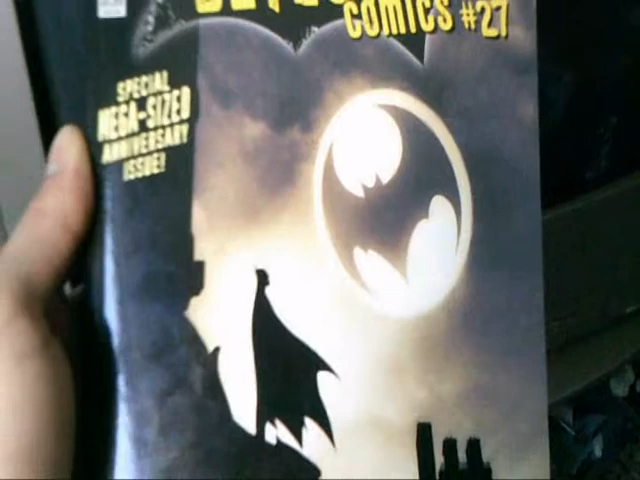 COMICS #27
SPECIAL
MEGA-SIZED
ANNIVERSARY
ISSUE!